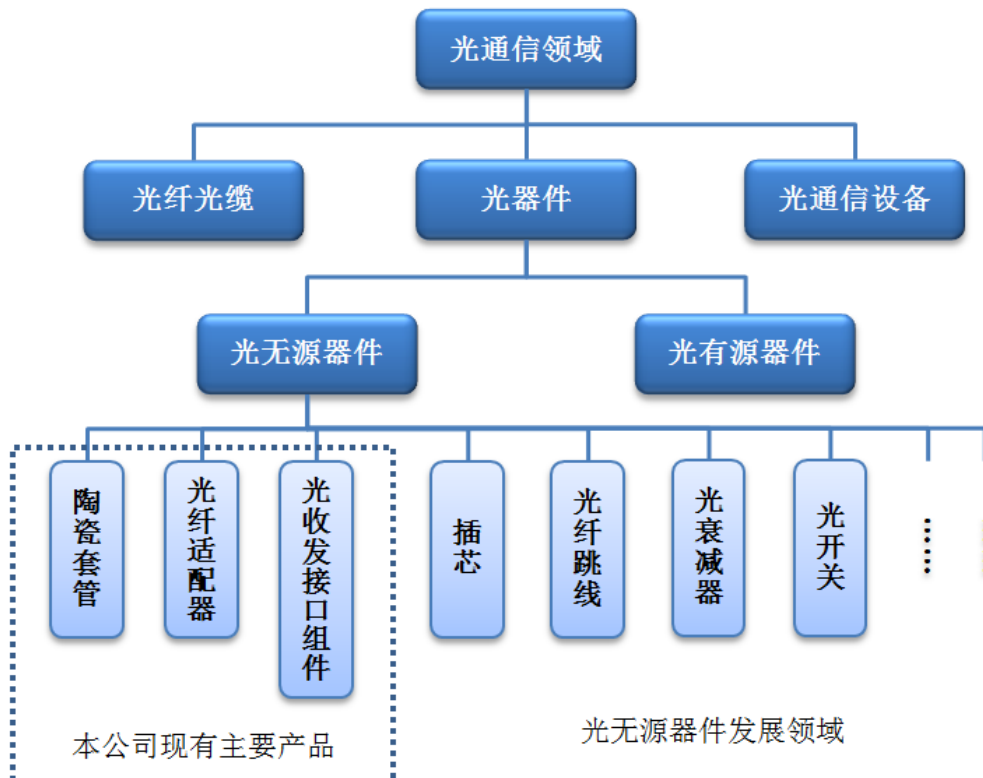 光通信领域
光纤光缆
光器件
光通信设备
光无源器件
光有源器件
陶瓷套管
光纤适配器
光收发接口组件
插芯
光纤跳线
光衰减器
光开关
……
本公司现有主要产品
光无源器件发展领域